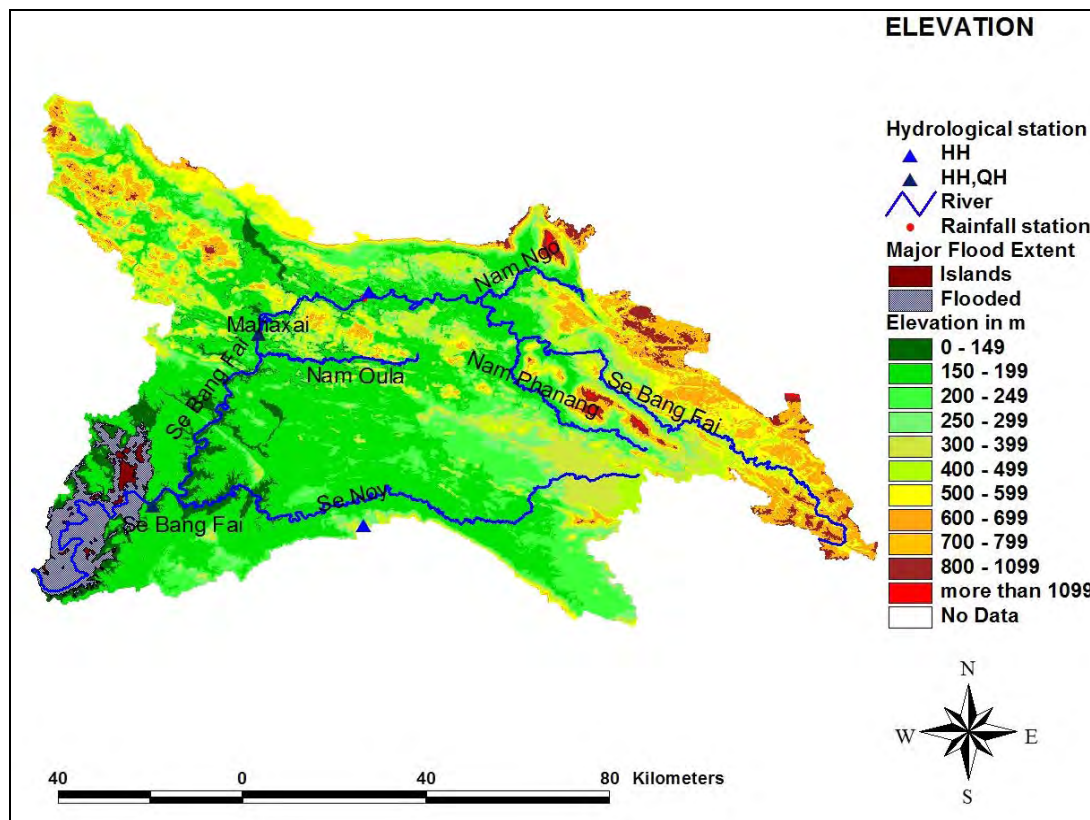 ELEVATION
Hydrological station
HH
HH,QH
River
Rainfall station
Major Flood Extent
Islands
Flooded
Elevation in m
0 - 149
150 - 199
200 - 249
250 - 299
300 - 399
400 - 499
500 - 599
600 - 699
700 - 799
800 - 1099
more than 1099
No Data
Nam Ngo
Mahaxai
Se Bang Fai
Nam Oula
Nam Phanang
Se Bang Fai
Se Noy
Se Bang Fai
N
W E
S
40 0 40 80 Kilometers